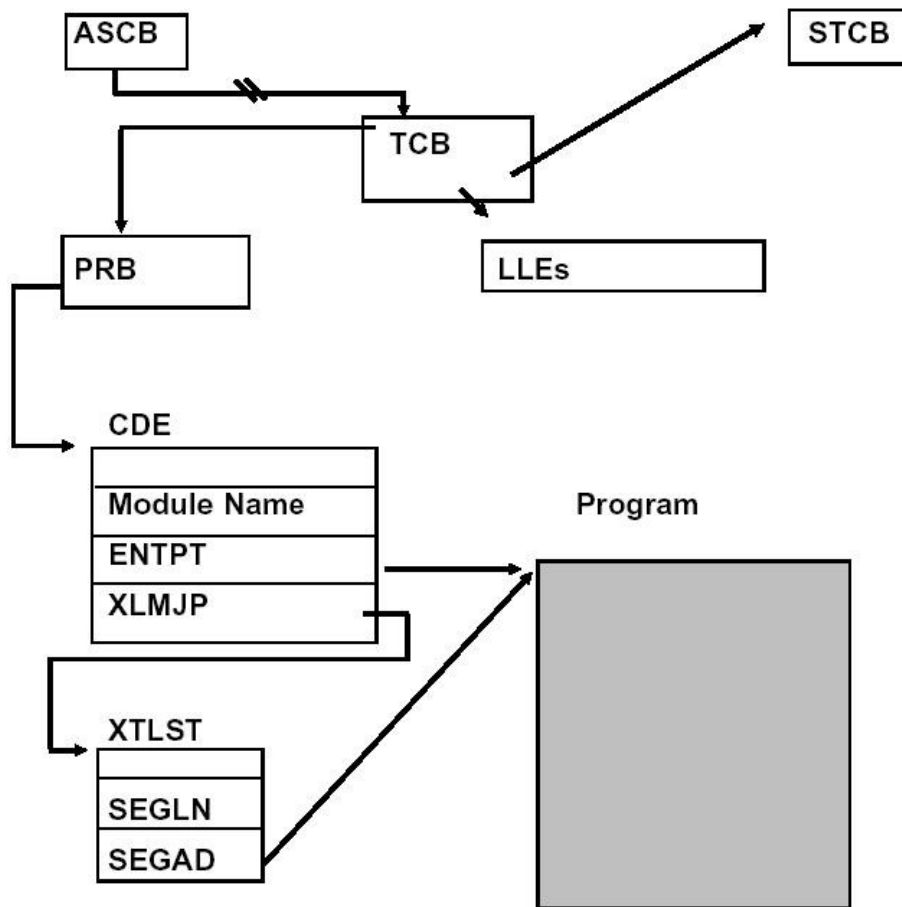 ASCB
STCB
TCB
PRB
LLEs
CDE
Module Name
ENTPT
XLMJP
Program
XTLST
SEGLN
SEGAD